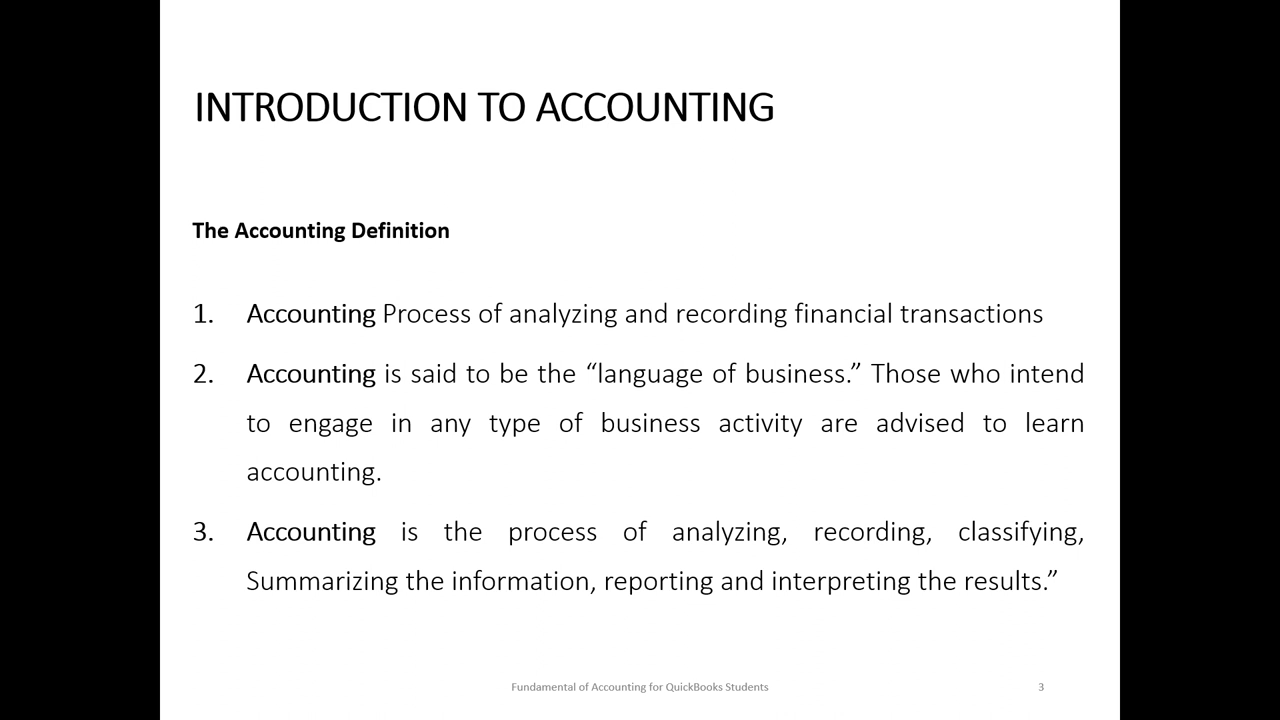 INTRODUCTION TO ACCOUNTING
The Accounting Definition
1. Accounting Process of analyzing and recording financial transactions
2. Accounting is said to be the “language of business.” Those who intend
to engage in any type of business activity are advised to learn
accounting.
3. Accounting is the process of analyzing, recording, classifying,
Summarizing the information, reporting and interpreting the results.”
Fundamental of Accounting for QuickBooks Students 3